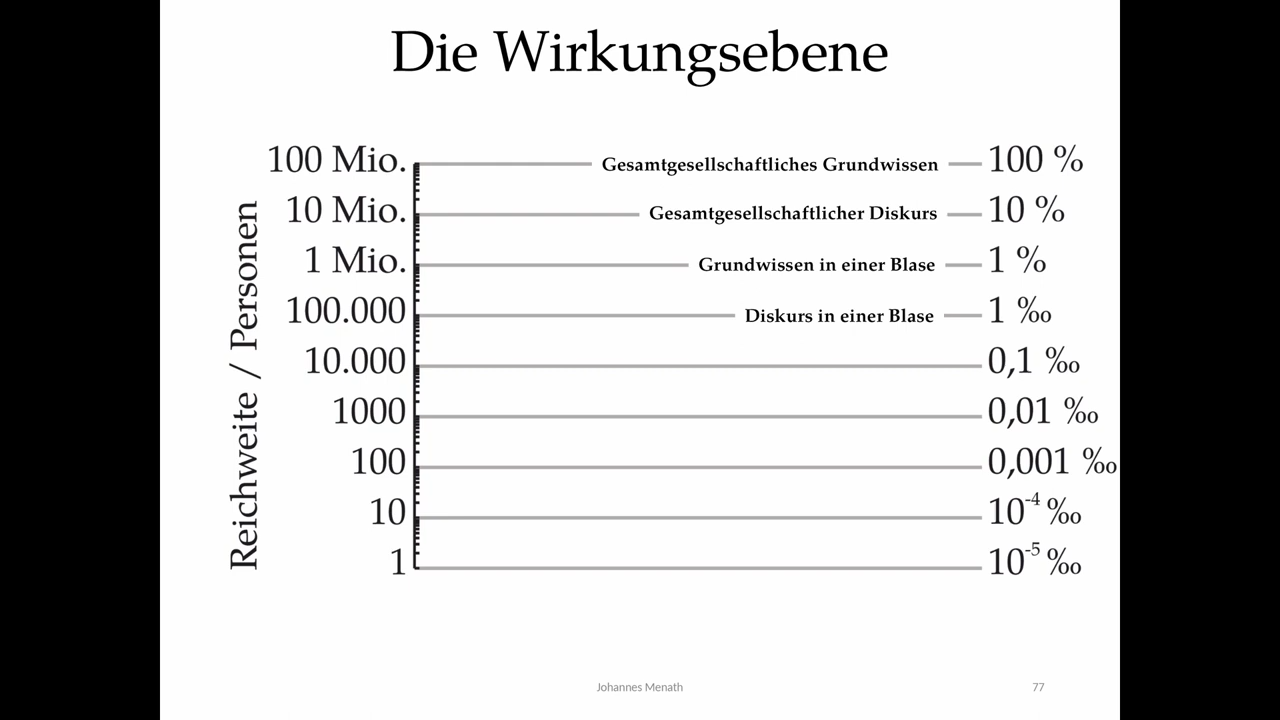 Die Wirkungsebene
Reichweite / Personen
100 Mio. Gesamtgesellschaftliches Grundwissen 100 %
10 Mio. Gesamtgesellschaftlicher Diskurs 10 %
1 Mio. Grundwissen in einer Blase 1 %
100.000 Diskurs in einer Blase 1 ‰
10.000 0,1 ‰
1000 0,01 ‰
100 0,001 ‰
10 10⁻⁴ ‰
1 10⁻⁵ ‰
Johannes Menath 77